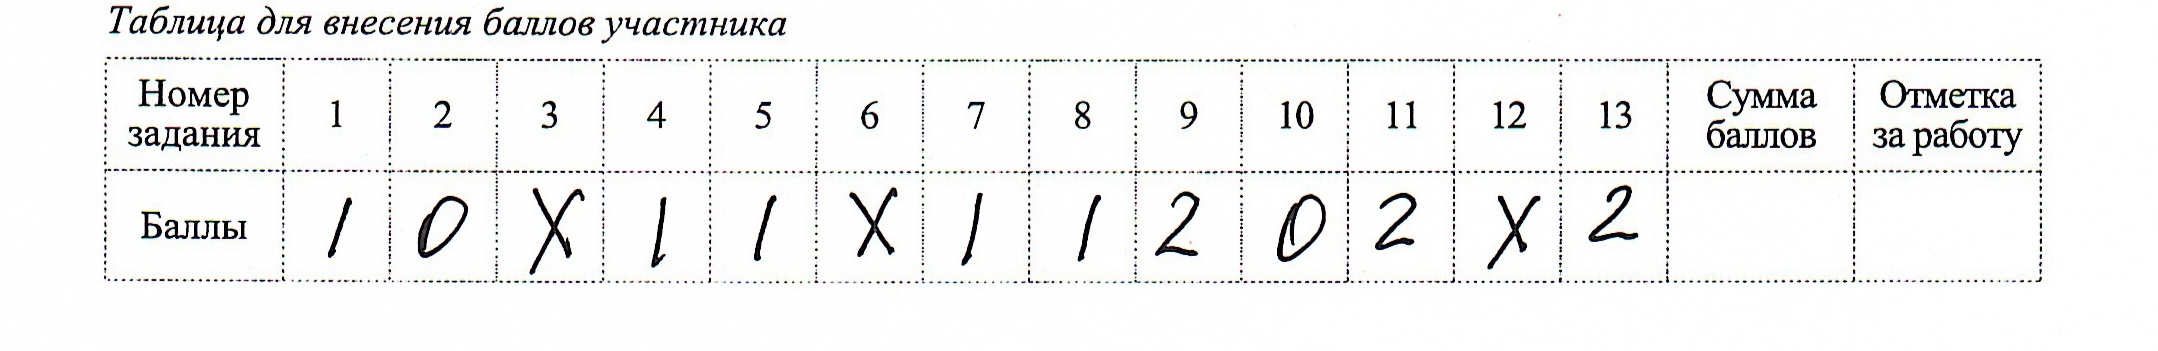 Таблица для внесения баллов участника
Номер задания 1 2 3 4 5 6 7 8 9 10 11 12 13 Сумма баллов Отметка за работу
Баллы 1 0 X 1 1 X 1 1 2 0 2 X 2